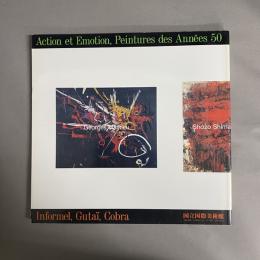 Action et Emotion, Peintures des Années 50
Georges Mathieu
Shozo Shima
Informel, Gutaï, Cobra
国立国際美術館